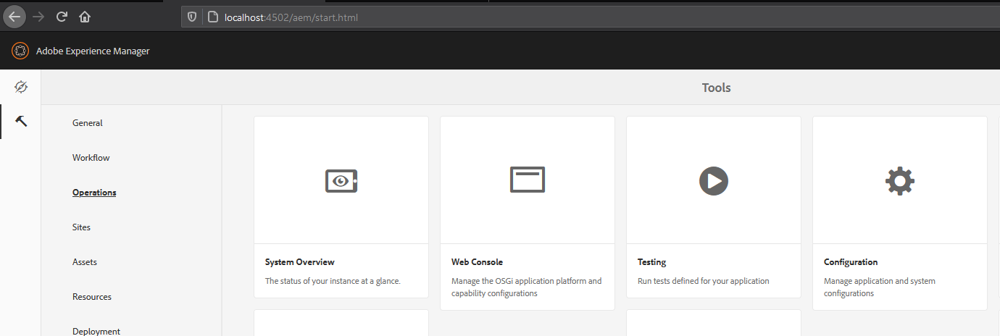 localhost:4502/aem/start.html
Adobe Experience Manager
Tools
General
Workflow
Operations
Sites
Assets
Resources
Deployment
System Overview
The status of your instance at a glance.
Web Console
Manage the OSGi application platform and
capability configurations
Testing
Run tests defined for your application
Configuration
Manage application and system
configurations